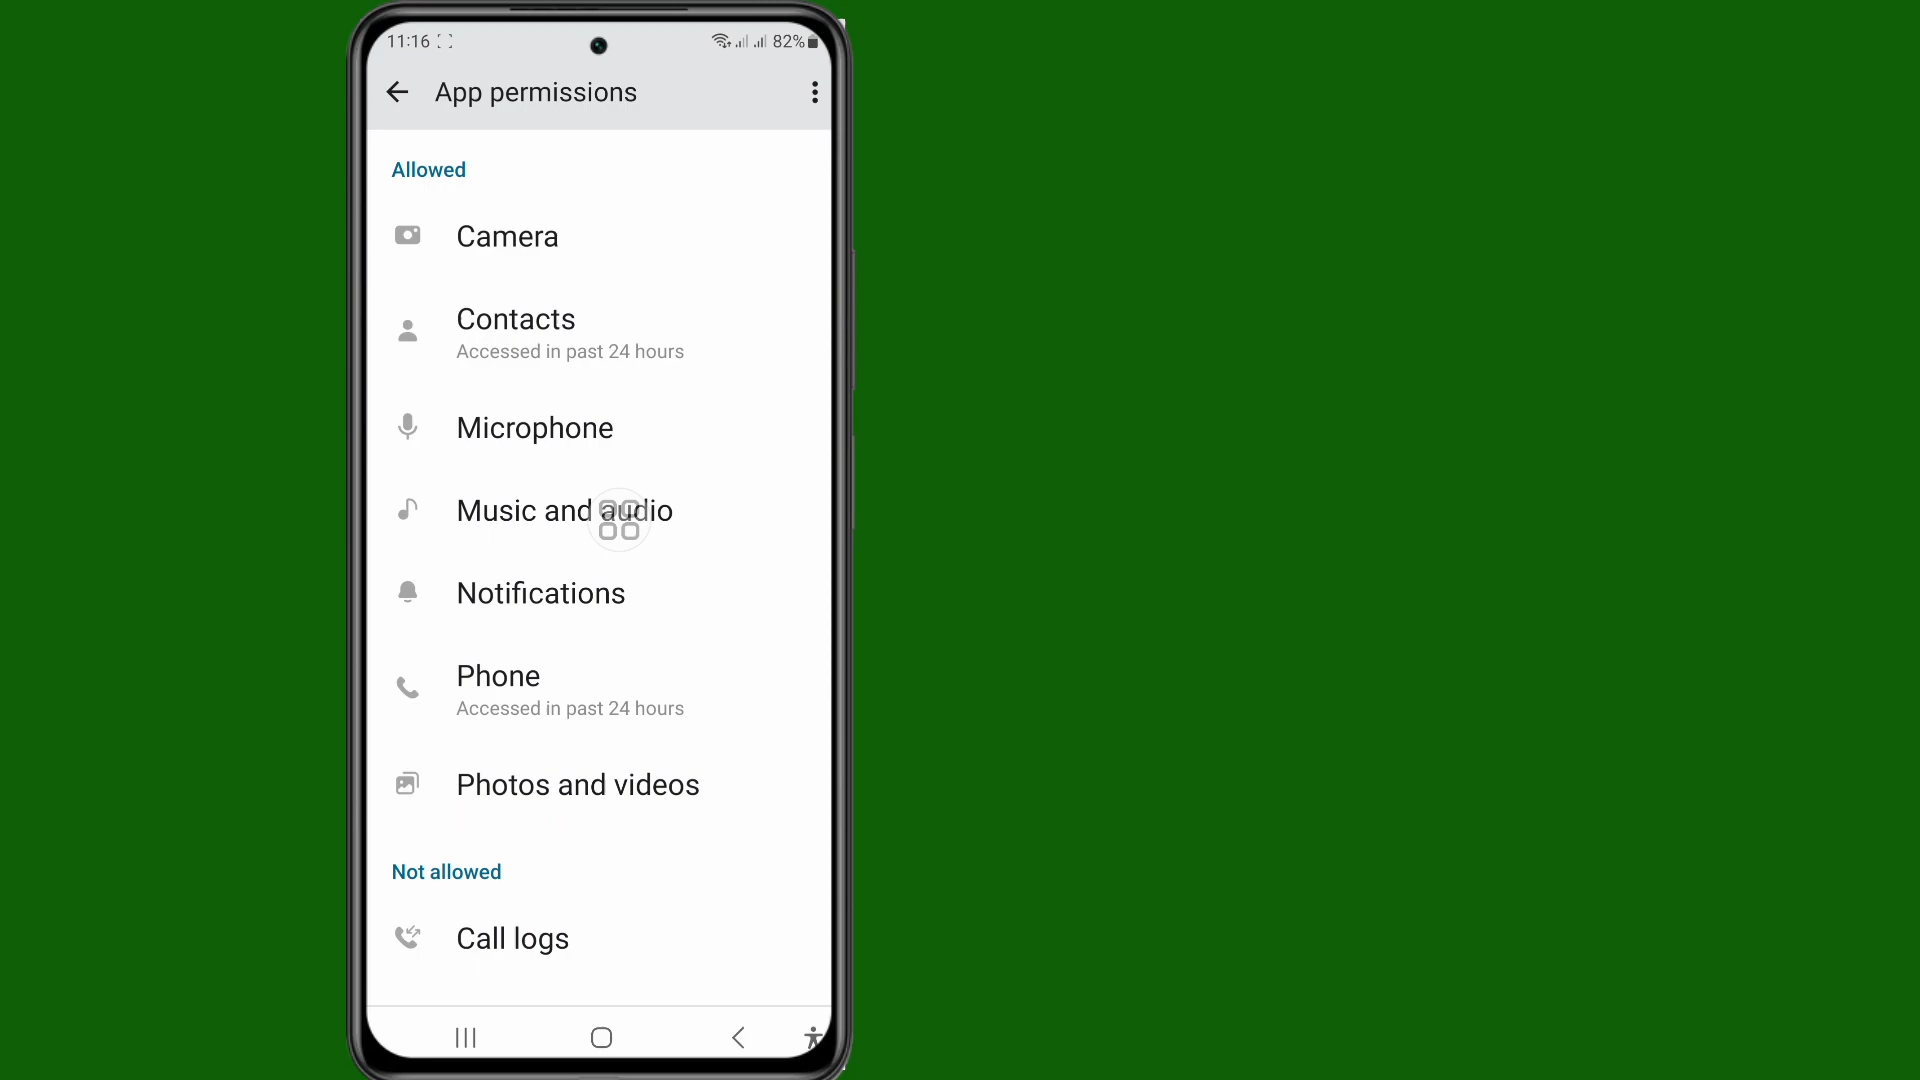 11:16
82%
App permissions
Allowed
Camera
Contacts
Accessed in past 24 hours
Microphone
Music and audio
Notifications
Phone
Accessed in past 24 hours
Photos and videos
Not allowed
Call logs